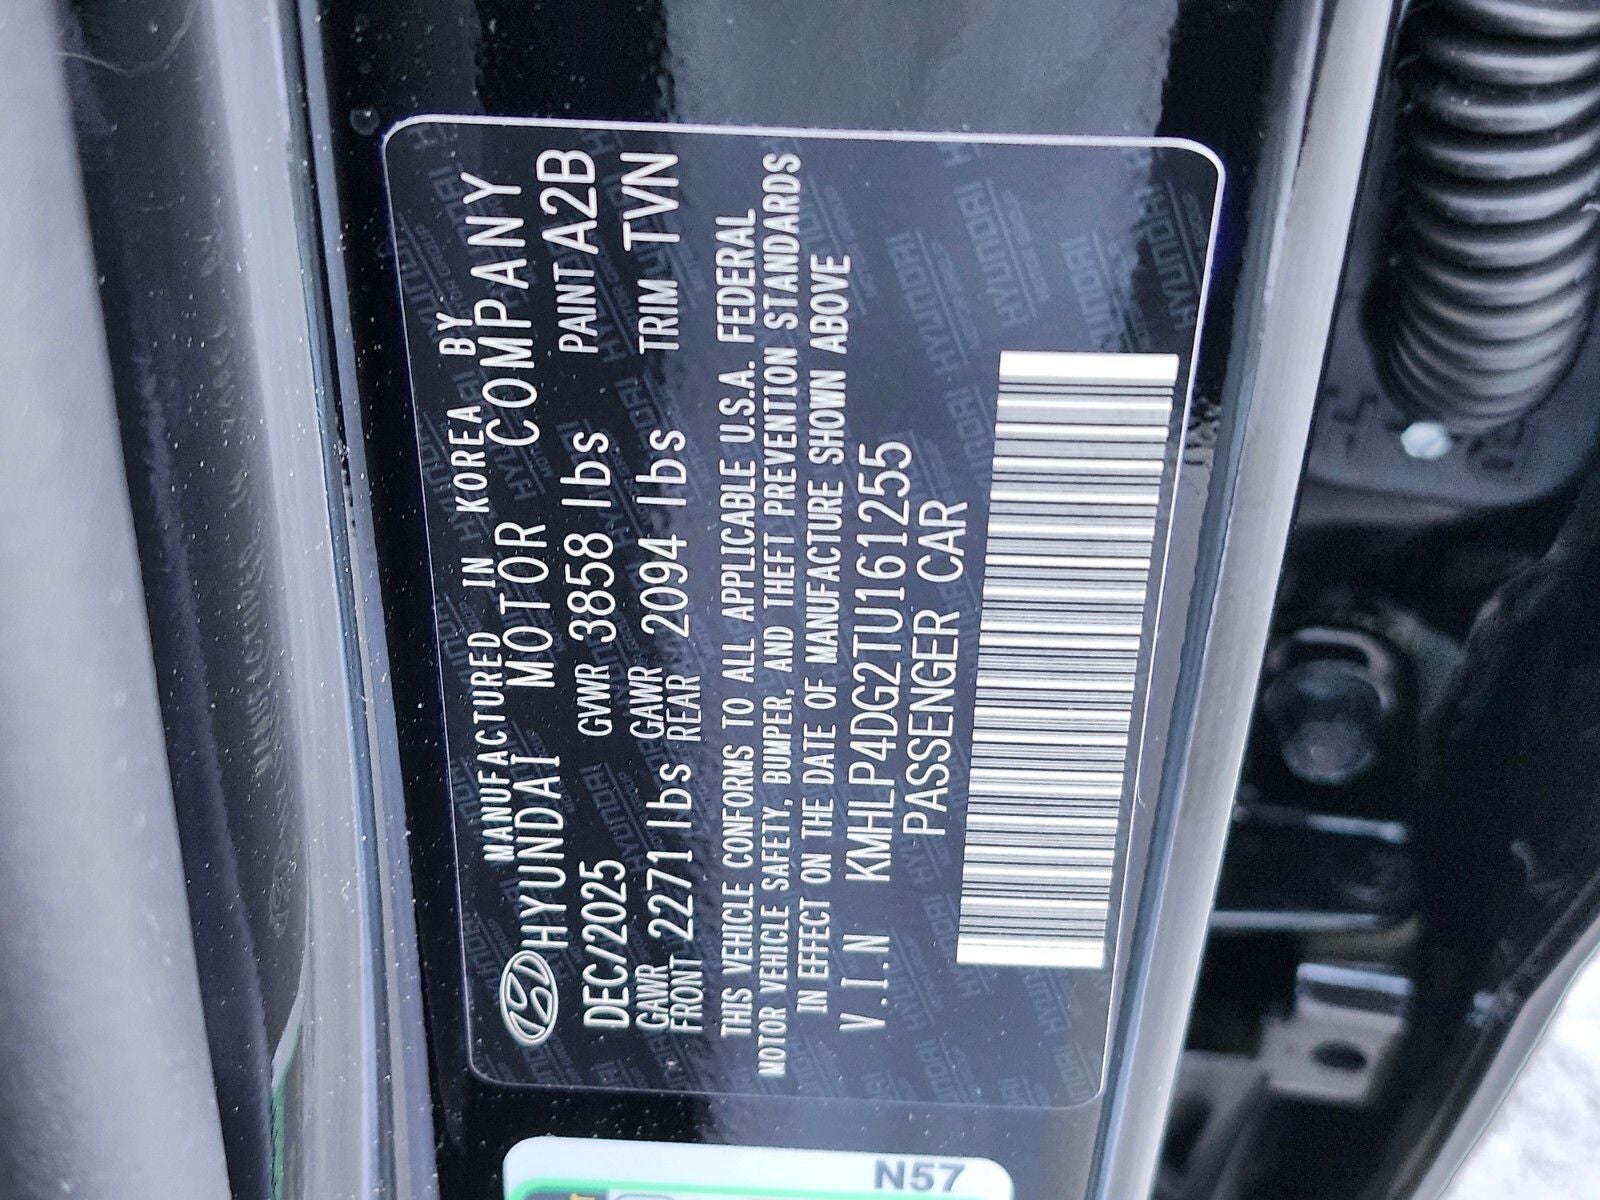 MANUFACTURED IN KOREA BY
HYUNDAI MOTOR COMPANY
DEC/2025 GVWR 3858 lbs PAINT A2B
GAWR FRONT 2271 lbs GAWR REAR 2094 lbs TRIM TVN
THIS VEHICLE CONFORMS TO ALL APPLICABLE U.S.A. FEDERAL
MOTOR VEHICLE SAFETY, BUMPER, AND THEFT PREVENTION STANDARDS
IN EFFECT ON THE DATE OF MANUFACTURE SHOWN ABOVE
V.I.N KMHLP4DG2TU161255
PASSENGER CAR
N57